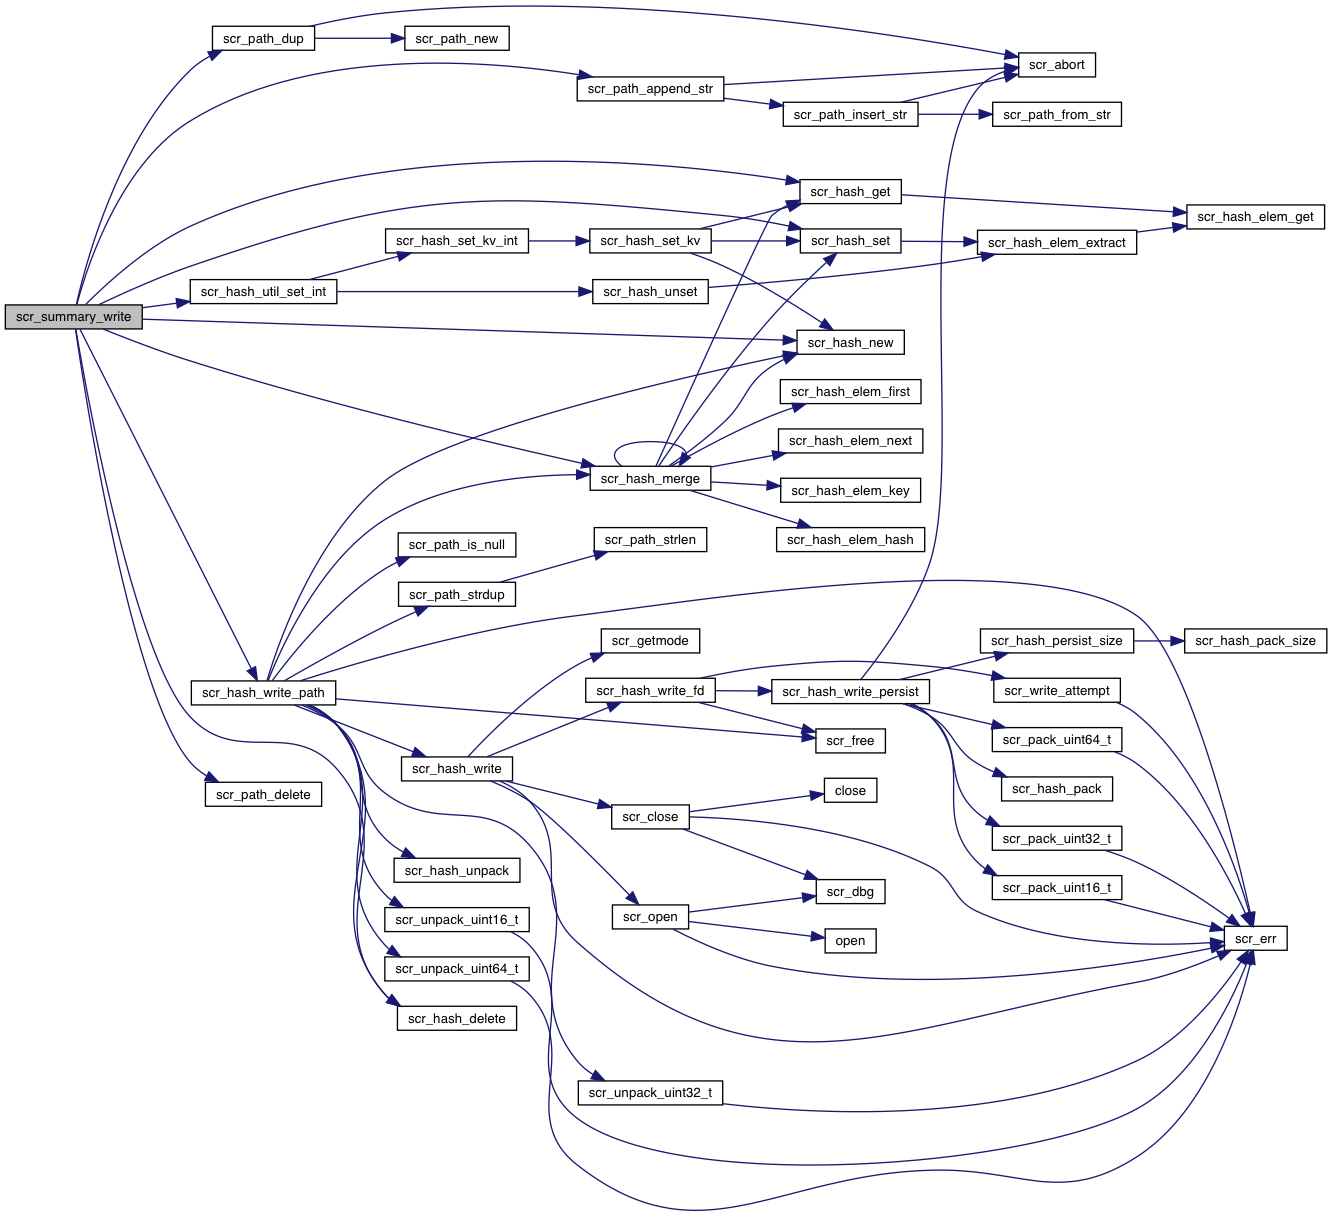 scr_path_dup
scr_path_new
scr_abort
scr_path_append_str
scr_path_insert_str
scr_path_from_str
scr_hash_get
scr_hash_elem_get
scr_hash_set_kv_int
scr_hash_set_kv
scr_hash_set
scr_hash_elem_extract
scr_hash_util_set_int
scr_hash_unset
scr_summary_write
scr_hash_new
scr_hash_elem_first
scr_hash_elem_next
scr_hash_merge
scr_hash_elem_key
scr_hash_elem_hash
scr_path_is_null
scr_path_strlen
scr_path_strdup
scr_getmode
scr_hash_persist_size
scr_hash_pack_size
scr_hash_write_path
scr_hash_write_fd
scr_hash_write_persist
scr_write_attempt
scr_free
scr_pack_uint64_t
scr_hash_write
scr_path_delete
close
scr_hash_pack
scr_close
scr_pack_uint32_t
scr_hash_unpack
scr_dbg
scr_pack_uint16_t
scr_unpack_uint16_t
scr_open
open
scr_err
scr_unpack_uint64_t
scr_hash_delete
scr_unpack_uint32_t